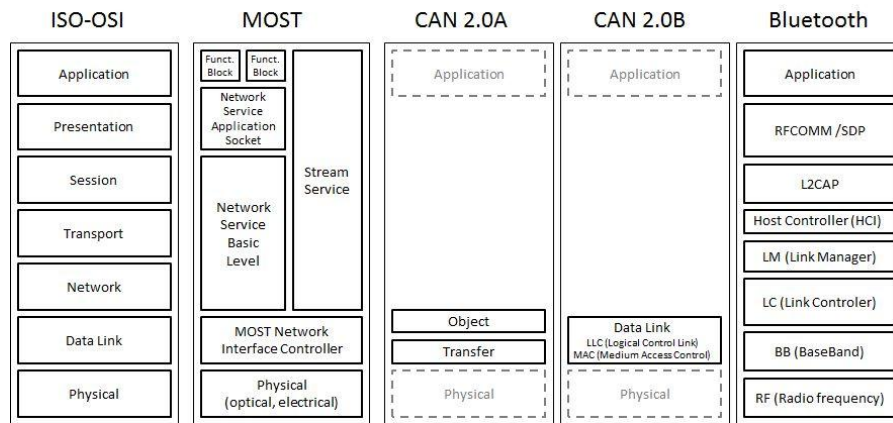 ISO-OSI
Application
Presentation
Session
Transport
Network
Data Link
Physical
MOST
Funct.
Block
Funct.
Block
Network
Service
Application
Socket
Network
Service
Basic
Level
Stream
Service
MOST Network
Interface Controller
Physical
(optical, electrical)
CAN 2.0A
Application
Object
Transfer
Physical
CAN 2.0B
Application
Data Link
LLC (Logical Control Link)
MAC (Medium Access Control)
Physical
Bluetooth
Application
RFCOMM /SDP
L2CAP
Host Controller (HCI)
LM (Link Manager)
LC (Link Controler)
BB (BaseBand)
RF (Radio frequency)